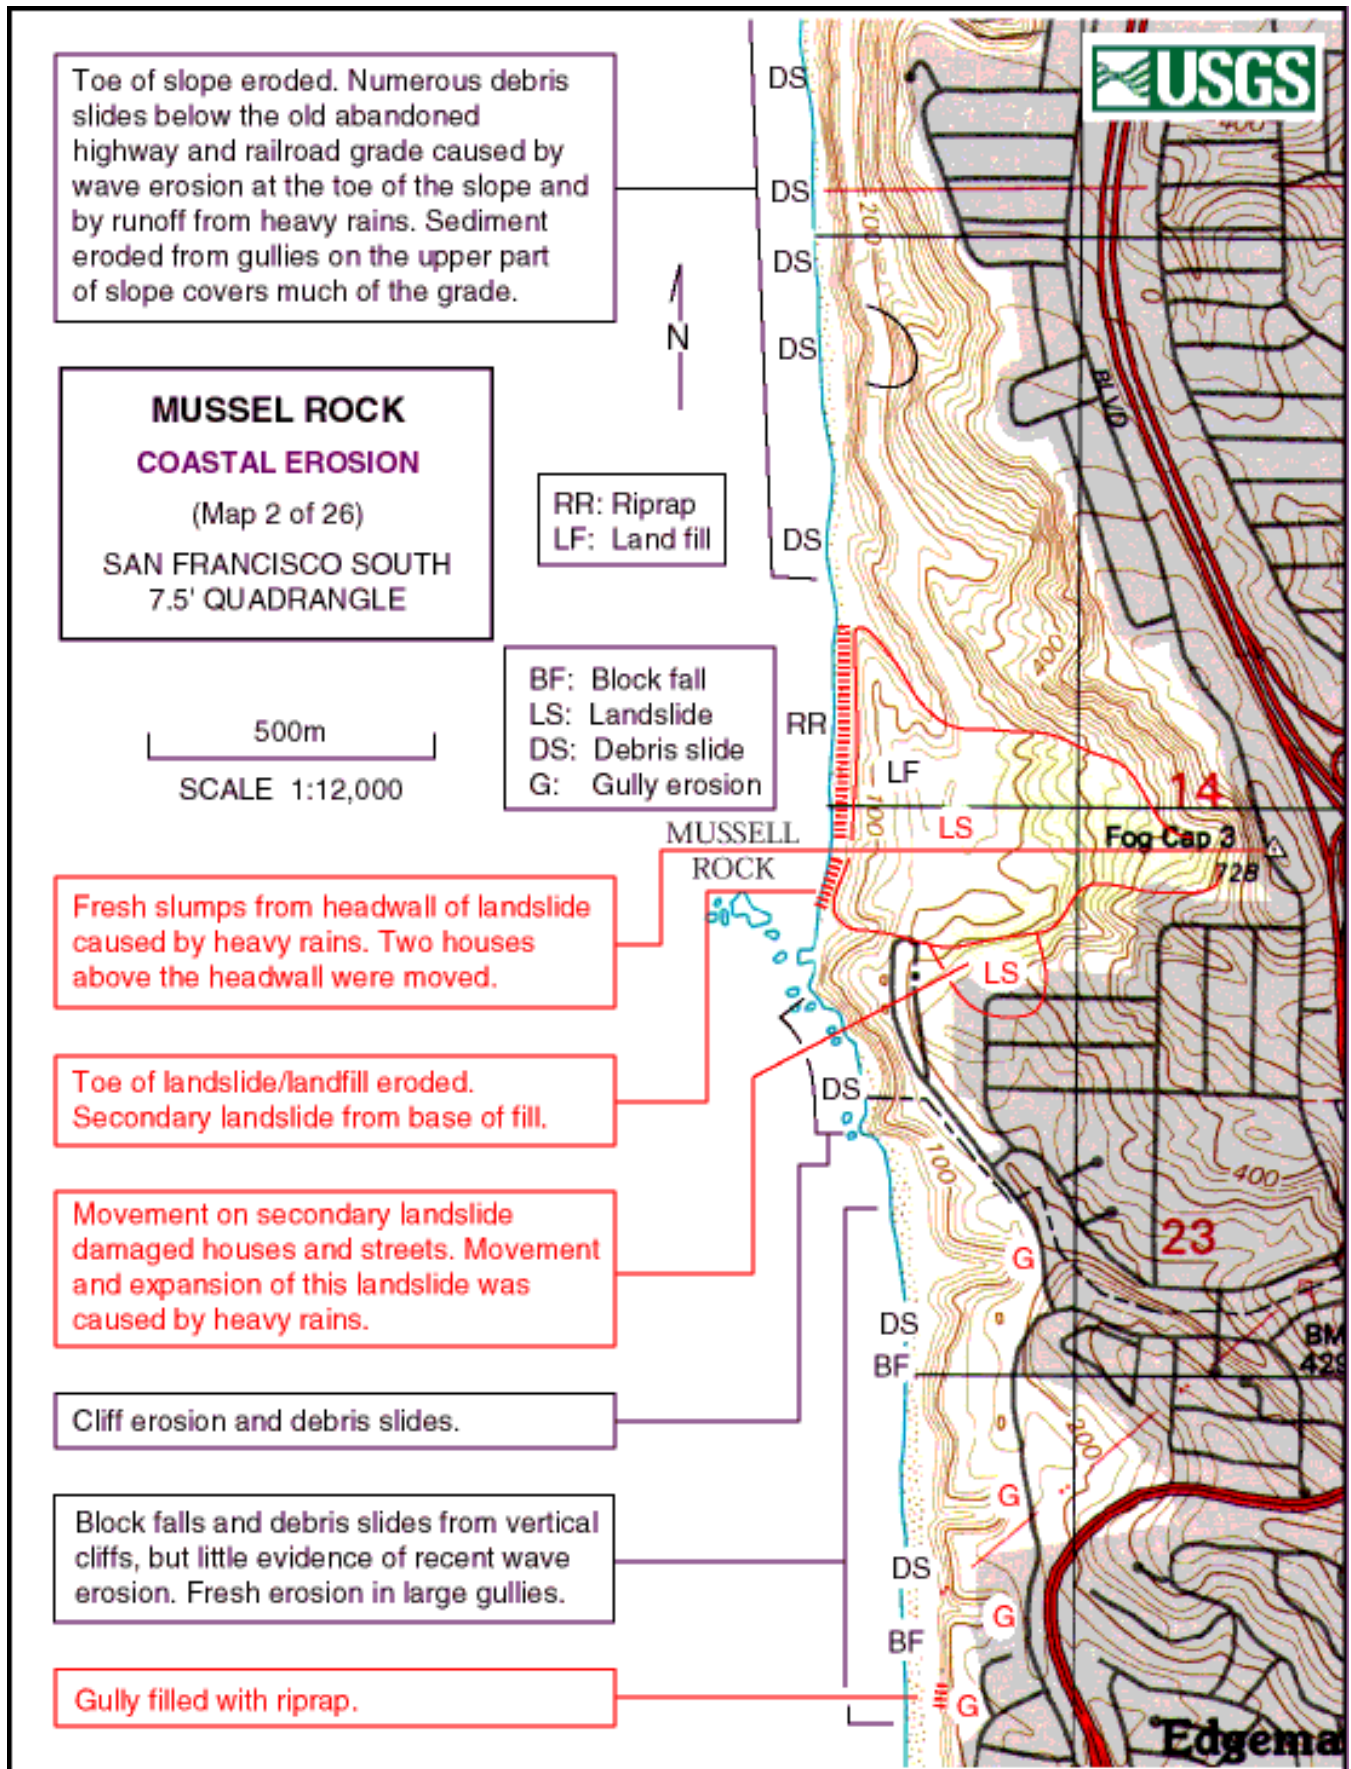 USGS
Toe of slope eroded. Numerous debris
slides below the old abandoned
highway and railroad grade caused by
wave erosion at the toe of the slope and
by runoff from heavy rains. Sediment
eroded from gullies on the upper part
of slope covers much of the grade.
MUSSEL ROCK
COASTAL EROSION
(Map 2 of 26)
SAN FRANCISCO SOUTH
7.5' QUADRANGLE
N
RR: Riprap
LF: Land fill
BF: Block fall
LS: Landslide
DS: Debris slide
G: Gully erosion
500m
SCALE 1:12,000
MUSSELL
ROCK
Fresh slumps from headwall of landslide
caused by heavy rains. Two houses
above the headwall were moved.
Toe of landslide/landfill eroded.
Secondary landslide from base of fill.
Movement on secondary landslide
damaged houses and streets. Movement
and expansion of this landslide was
caused by heavy rains.
Cliff erosion and debris slides.
Block falls and debris slides from vertical
cliffs, but little evidence of recent wave
erosion. Fresh erosion in large gullies.
Gully filled with riprap.
DS
400
DS
200
DS
DS
BLVD
DS
400
RR
LF
14
100
LS
Fog Cap 3
728
LS
DS
100
400
23
G
DS
BM
BF
429
200
G
DS
G
BF
G
Edgema